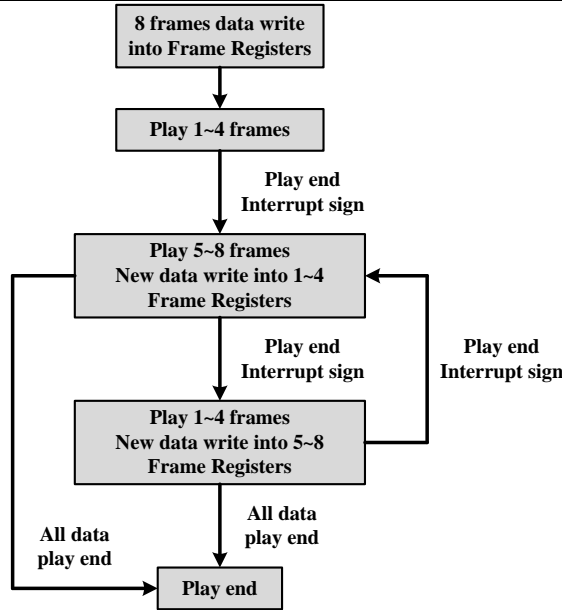 8 frames data write
into Frame Registers
Play 1~4 frames
Play end
Interrupt sign
Play 5~8 frames
New data write into 1~4
Frame Registers
Play end
Interrupt sign
Play end
Interrupt sign
Play 1~4 frames
New data write into 5~8
Frame Registers
All data
play end
All data
play end
Play end